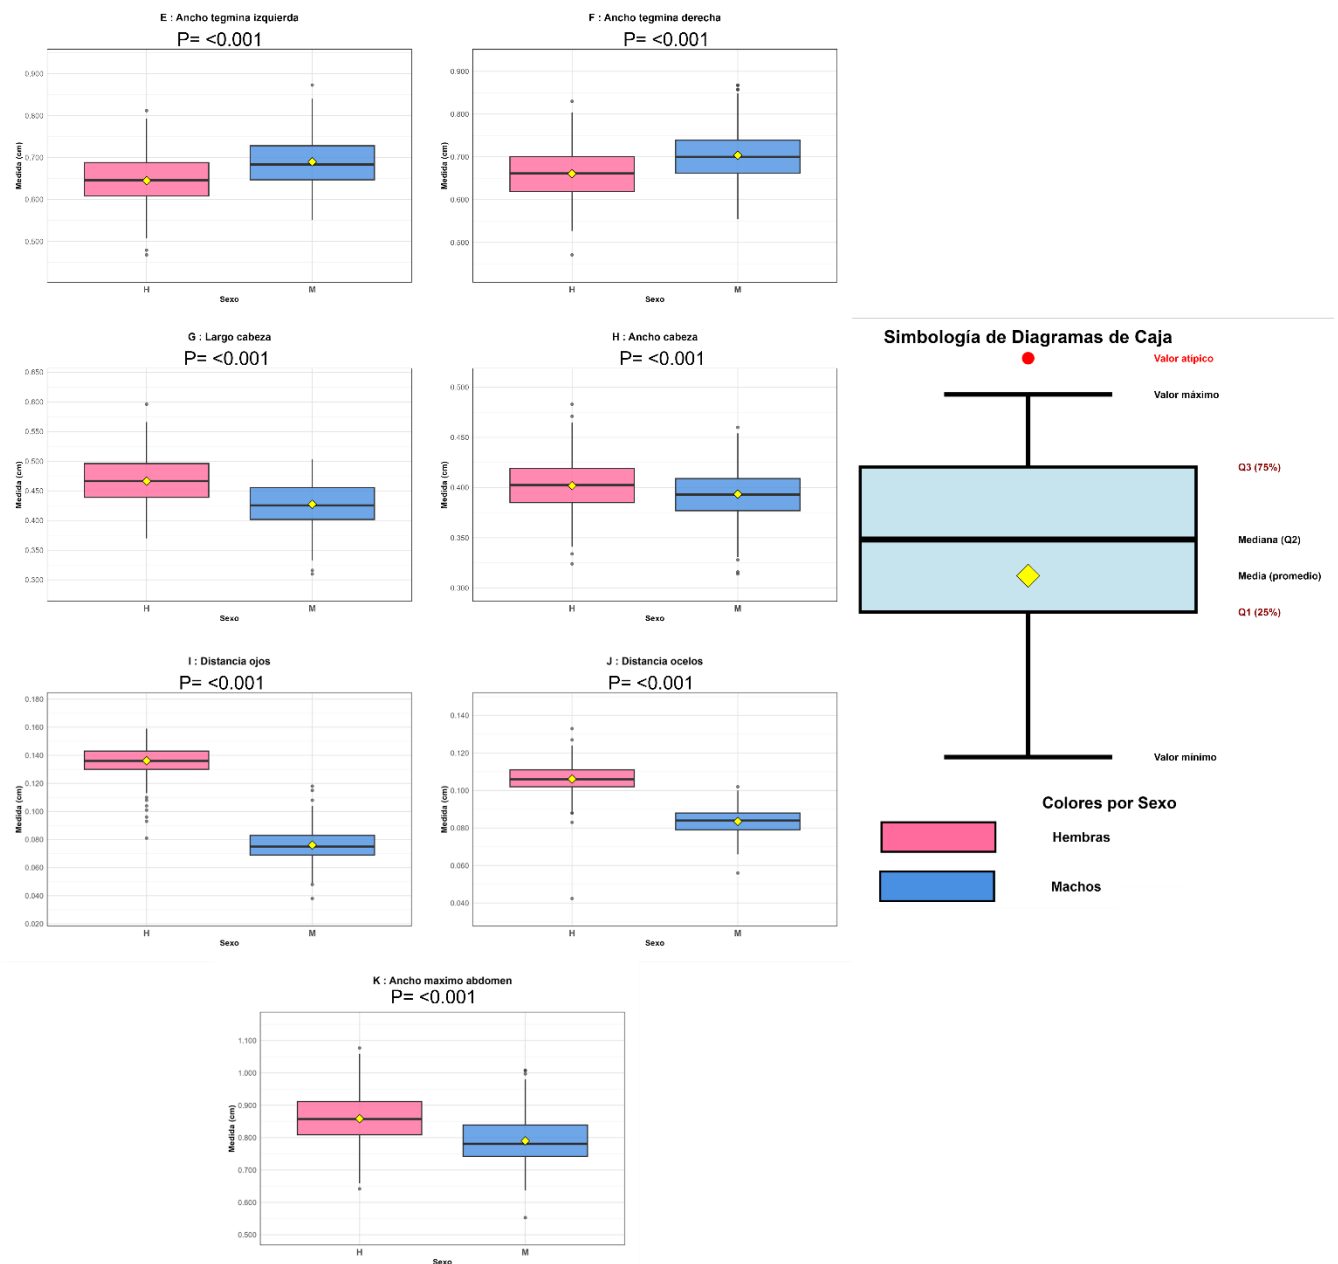 E : Ancho tegmina izquierda
P= <0.001
Medida (cm)
0.900
0.800
0.700
0.600
0.500
H
M
Sexo
F : Ancho tegmina derecha
P= <0.001
Medida (cm)
0.900
0.800
0.700
0.600
0.500
H
M
Sexo
G : Largo cabeza
P= <0.001
Medida (cm)
0.650
0.600
0.550
0.500
0.450
0.400
0.350
0.300
H
M
Sexo
H : Ancho cabeza
P= <0.001
Medida (cm)
0.500
0.450
0.400
0.350
0.300
H
M
Sexo
Simbología de Diagramas de Caja
Valor atípico
Valor máximo
Q3 (75%)
Mediana (Q2)
Media (promedio)
Q1 (25%)
Valor mínimo
Colores por Sexo
Hembras
Machos
I : Distancia ojos
P= <0.001
Medida (cm)
0.180
0.160
0.140
0.120
0.100
0.080
0.060
0.040
0.020
H
M
Sexo
J : Distancia ocelos
P= <0.001
Medida (cm)
0.140
0.120
0.100
0.080
0.060
0.040
H
M
Sexo
K : Ancho maximo abdomen
P= <0.001
Medida (cm)
1.100
1.000
0.900
0.800
0.700
0.600
0.500
H
M
Sexo